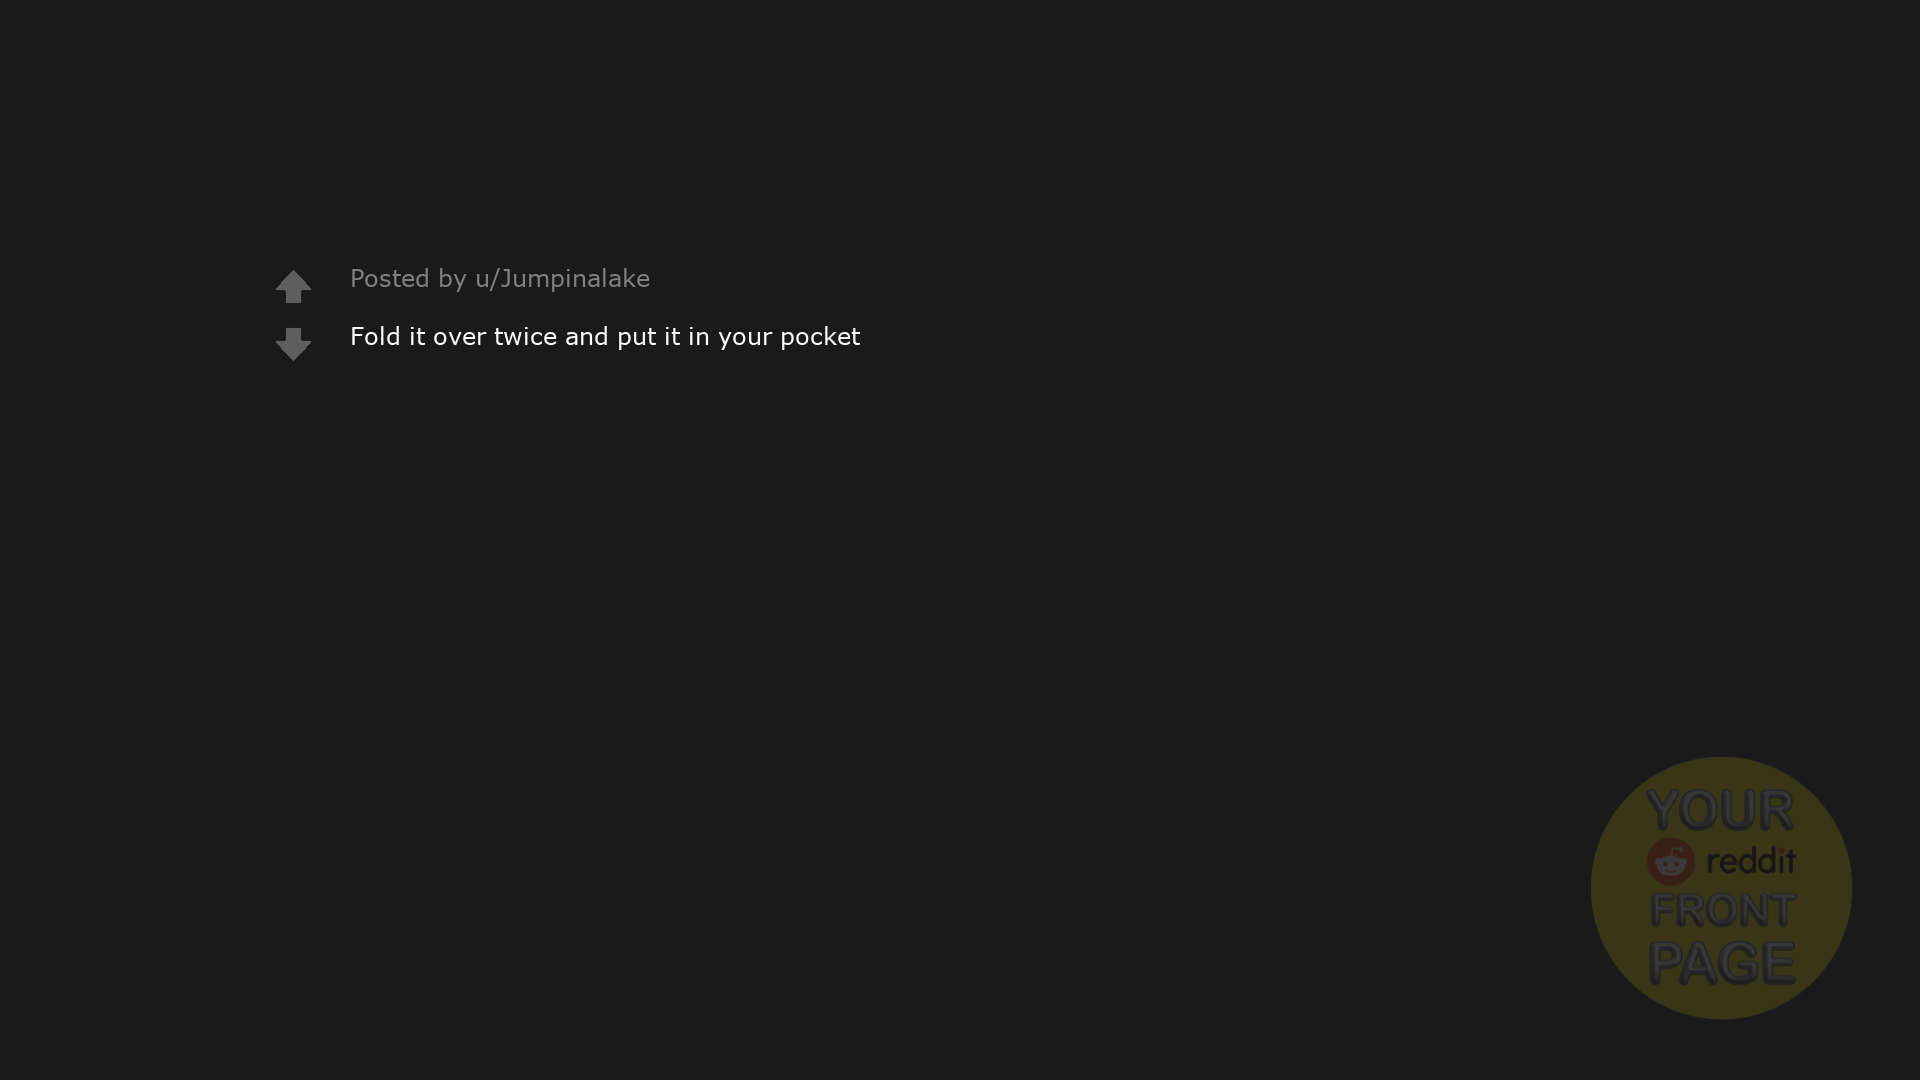 Posted by u/Jumpinalake
Fold it over twice and put it in your pocket
YOUR
reddit
FRONT
PAGE